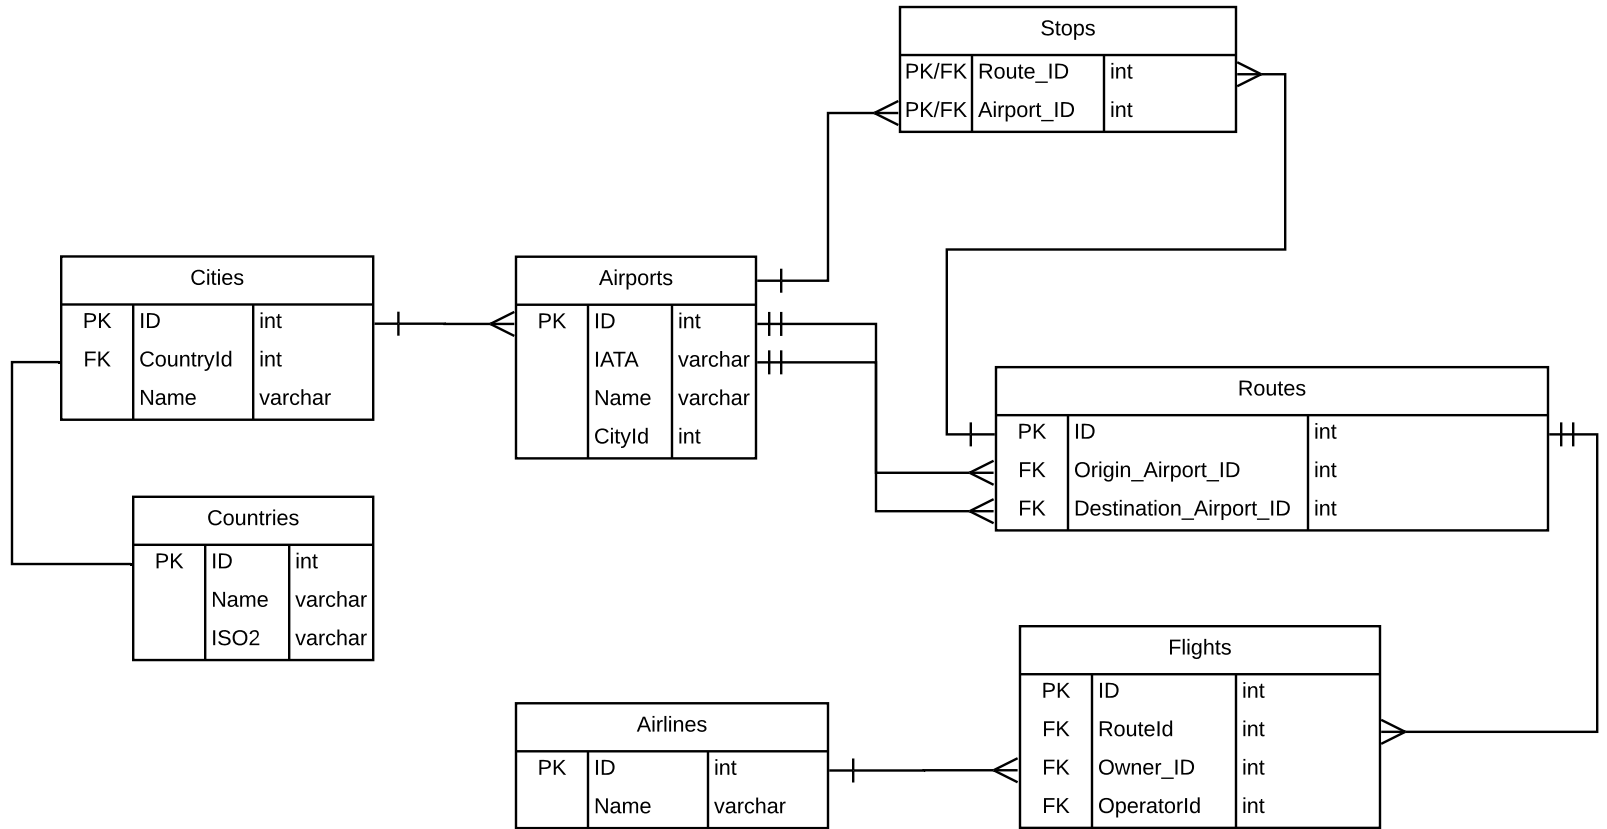 Stops
PK/FK Route_ID int
PK/FK Airport_ID int
Cities
PK ID int
FK CountryId int
Name varchar
Airports
PK ID int
IATA varchar
Name varchar
CityId int
Routes
PK ID int
FK Origin_Airport_ID int
FK Destination_Airport_ID int
Countries
PK ID int
Name varchar
ISO2 varchar
Flights
PK ID int
FK RouteId int
FK Owner_ID int
FK OperatorId int
Airlines
PK ID int
Name varchar